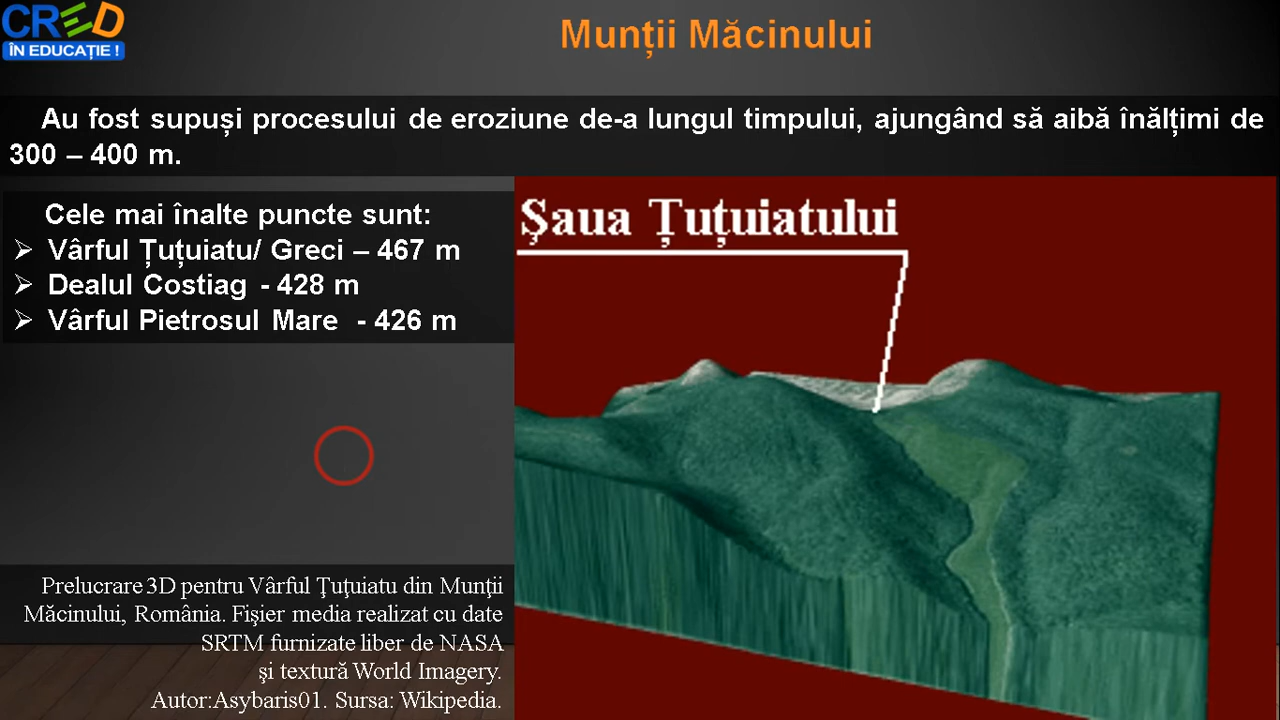 CRED
ÎN EDUCAȚIE !
Munții Măcinului
Au fost supuși procesului de eroziune de-a lungul timpului, ajungând să aibă înălțimi de
300 – 400 m.
Cele mai înalte puncte sunt:
➢ Vârful Țuțuiatu/ Greci – 467 m
➢ Dealul Costiag - 428 m
➢ Vârful Pietrosul Mare - 426 m
Şaua Ţuţuiatului
Prelucrare 3D pentru Vârful Ţuţuiatu din Munţii
Măcinului, România. Fişier media realizat cu date
SRTM furnizate liber de NASA
şi textură World Imagery.
Autor:Asybaris01. Sursa: Wikipedia.